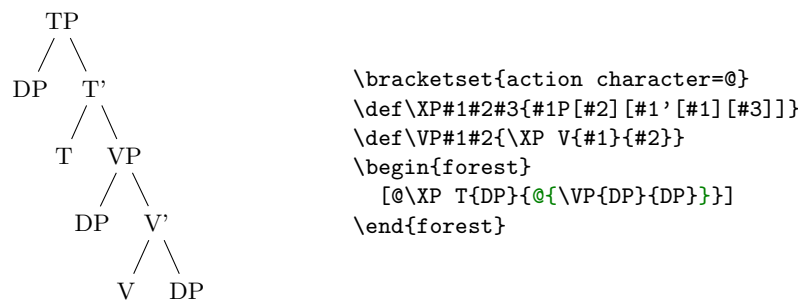 TP
DP T'
T VP
DP V'
V DP
\bracketset{action character=@}
\def\XP#1#2#3{#1P[#2][#1'[#1][#3]]}
\def\VP#1#2{\XP V{#1}{#2}}
\begin{forest}
[@\XP T{DP}{@{\VP{DP}{DP}}}]
\end{forest}